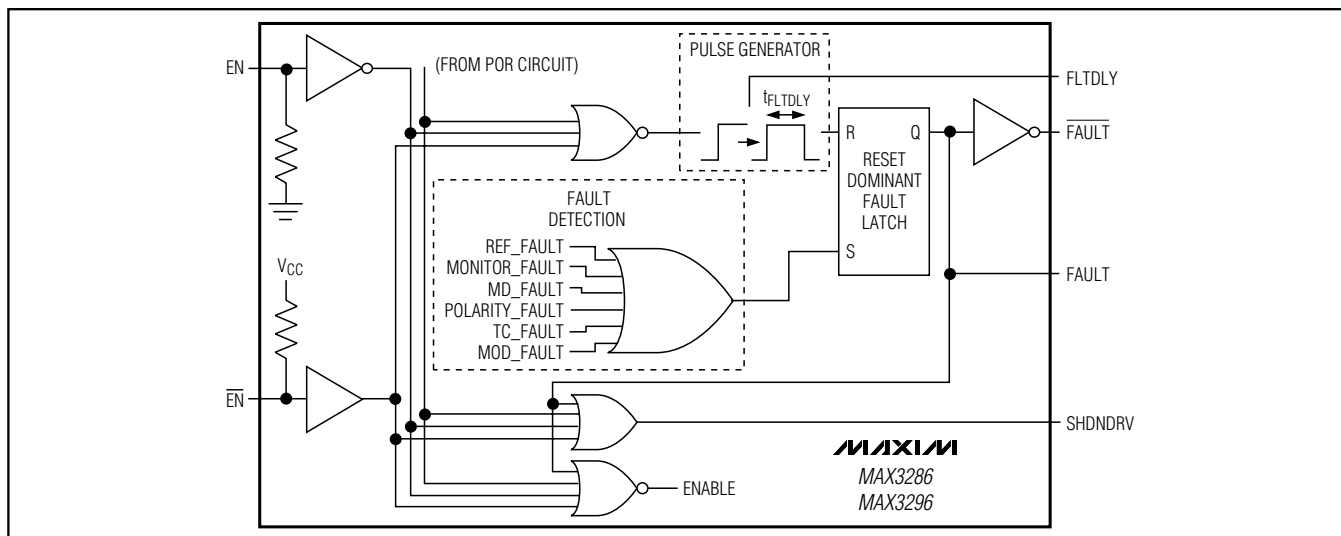 PULSE GENERATOR
EN
(FROM POR CIRCUIT)
FLTDLY
tFLTDLY
R
Q
FAULT
RESET
DOMINANT
FAULT
LATCH
FAULT
DETECTION
REF_FAULT
S
MONITOR_FAULT
VCC
FAULT
MD_FAULT
POLARITY_FAULT
TC_FAULT
MOD_FAULT
EN
SHDNDRV
MAXIM
MAX3286
ENABLE
MAX3296